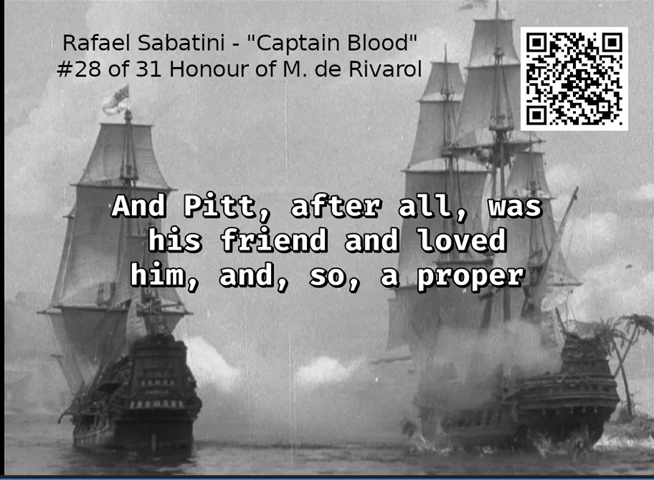 Rafael Sabatini - "Captain Blood"
#28 of 31 Honour of M. de Rivarol
And Pitt, after all, was
his friend and loved
him, and, so, a proper